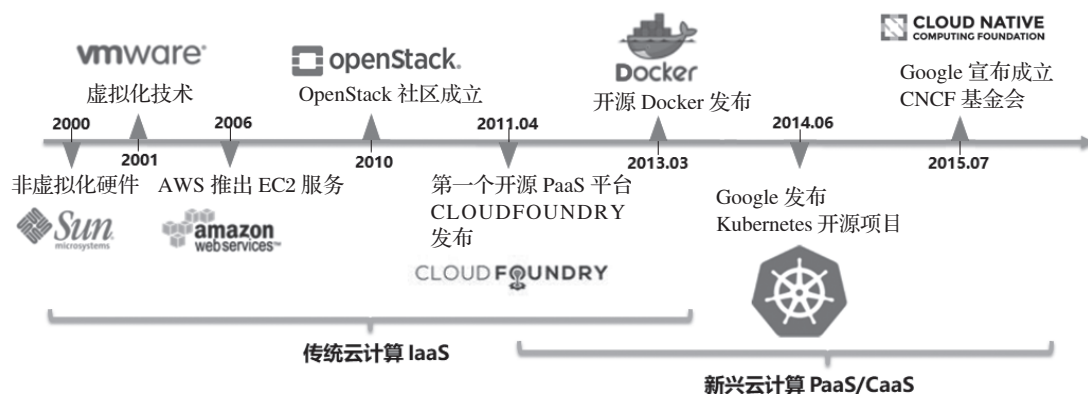 vmware
openStack
Docker
CLOUD NATIVE
COMPUTING FOUNDATION
虚拟化技术
OpenStack 社区成立
开源 Docker 发布
Google 宣布成立
CNCF 基金会
2000
2006
2011.04
2014.06
2001
2010
2013.03
2015.07
非虚拟化硬件
AWS 推出 EC2 服务
第一个开源 PaaS 平台
CLOUDFOUNDRY
发布
Google 发布
Kubernetes 开源项目
Sun
microsystems
amazon
webservices™
CLOUD FOUNDRY
传统云计算 IaaS
新兴云计算 PaaS/CaaS